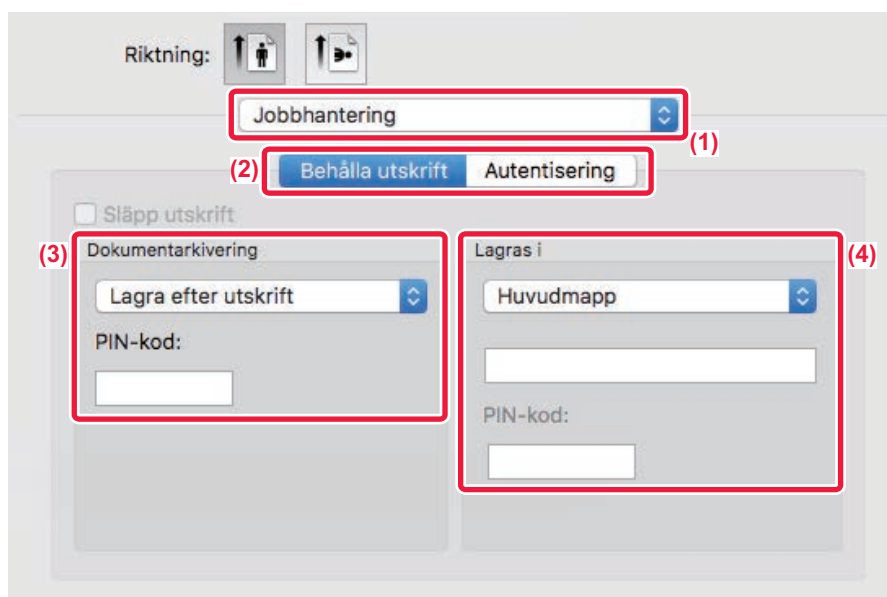 Riktning:
Jobbhantering
(1)
(2)
Behålla utskrift Autentisering
Släpp utskrift
(3)
Dokumentarkivering
Lagra efter utskrift
PIN-kod:
Lagras i
(4)
Huvudmapp
PIN-kod: